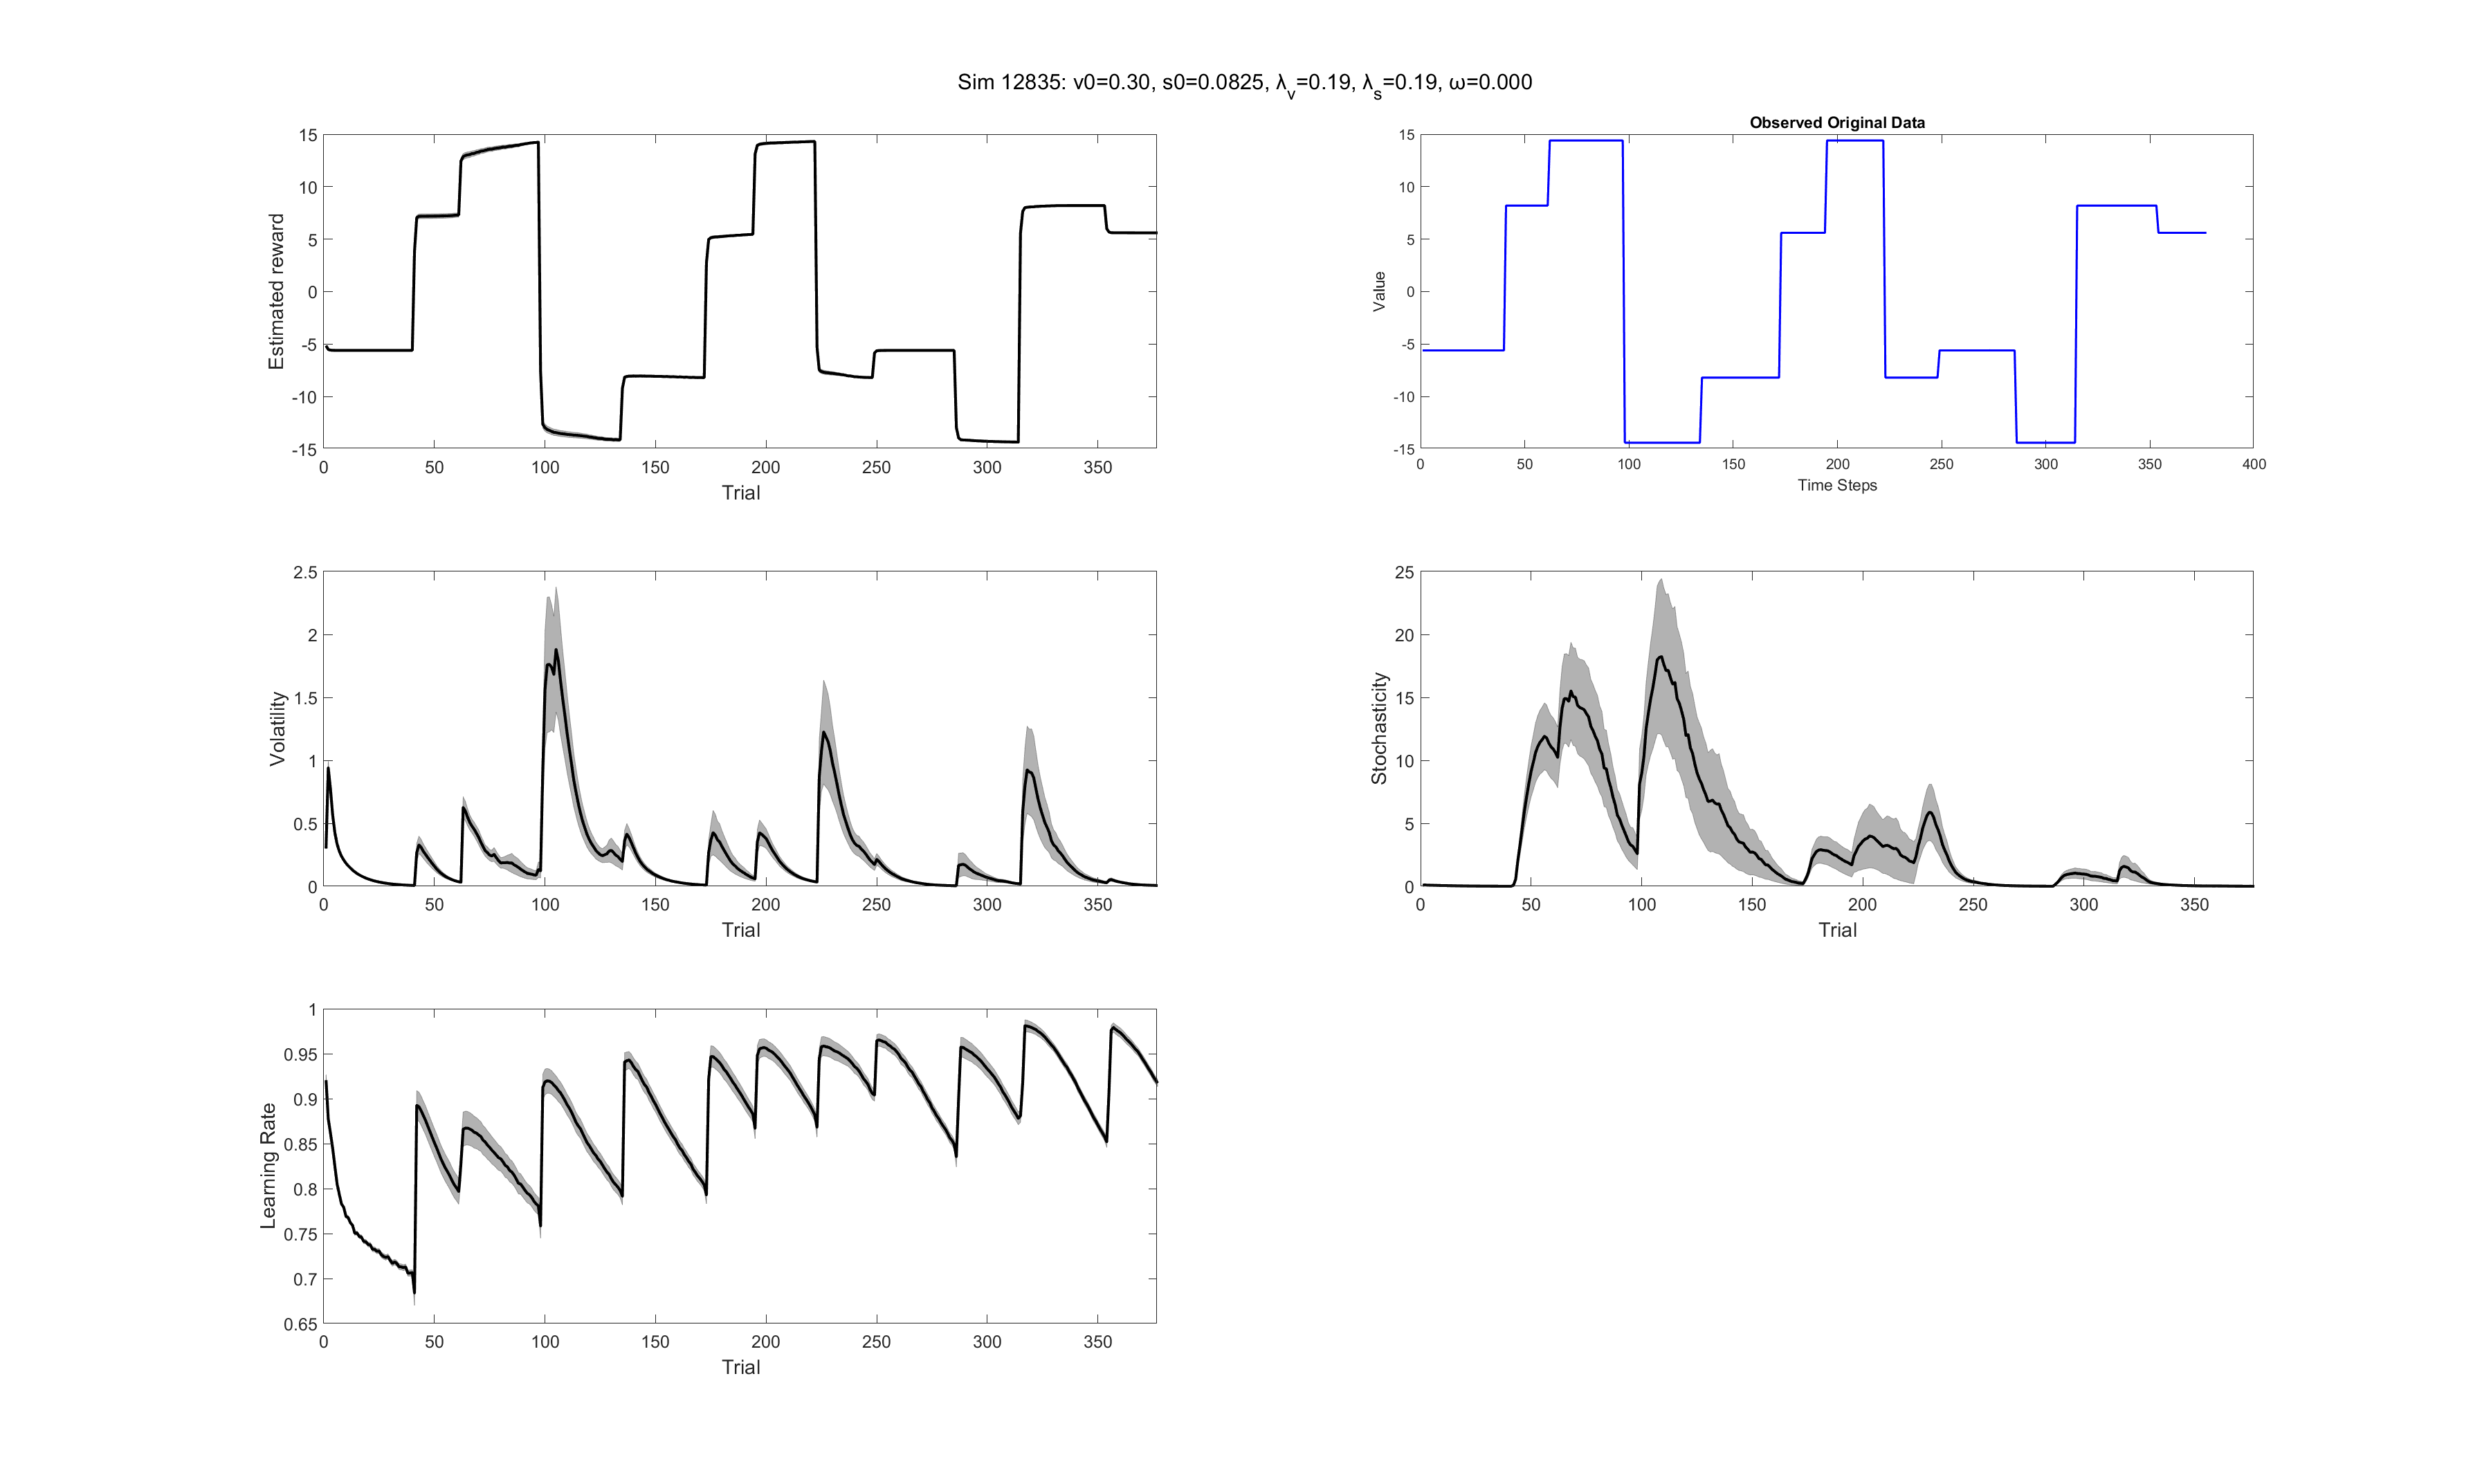 Sim 12835: v0=0.30, s0=0.0825, λv=0.19, λs=0.19, ω=0.000
15
10
5
0
-5
-10
-15
Estimated reward
0 50 100 150 200 250 300 350
Trial
Observed Original Data
15
10
5
0
-5
-10
-15
Value
0 50 100 150 200 250 300 350 400
Time Steps
2.5
2
1.5
1
0.5
0
Volatility
0 50 100 150 200 250 300 350
Trial
25
20
15
10
5
0
Stochasticity
0 50 100 150 200 250 300 350
Trial
1
0.95
0.9
0.85
0.8
0.75
0.7
0.65
Learning Rate
0 50 100 150 200 250 300 350
Trial